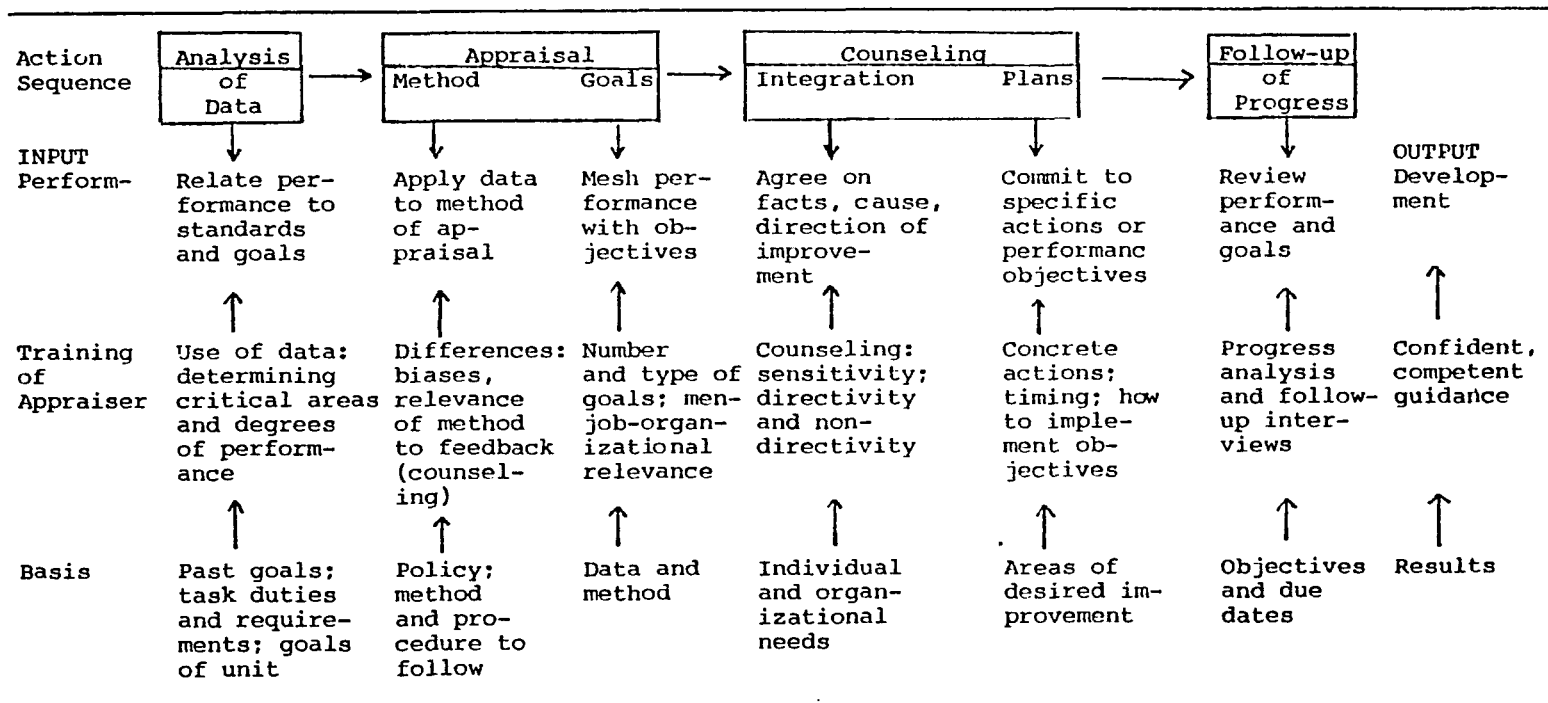 Action Sequence
Analysis of Data
Appraisal
Method Goals
Counseling
Integration Plans
Follow-up of Progress
INPUT
Perform-
Relate per-
formance to
standards
and goals
Apply data
to method
of ap-
praisal
Mesh per-
formance
with ob-
jectives
Agree on
facts, cause,
direction of
improve-
ment
Commit to
specific
actions or
performanc
objectives
Review
perform-
ance and
goals
OUTPUT
Develop-
ment
Training
of
Appraiser
Use of data:
determining
critical areas
and degrees
of perform-
ance
Differences:
biases,
relevance
of method
to feedback
(counsel-
ing)
Number
and type of
goals; men-
job-organ-
izational
relevance
Counseling:
sensitivity;
directivity
and non-
directivity
Concrete
actions;
timing; how
to imple-
ment ob-
jectives
Progress
analysis
and follow-
up inter-
views
Confident,
competent
guidance
Basis
Past goals;
task duties
and require-
ments; goals
of unit
Policy;
method
and pro-
cedure to
follow
Data and
method
Individual
and organ-
izational
needs
Areas of
desired im-
provement
Objectives
and due
dates
Results